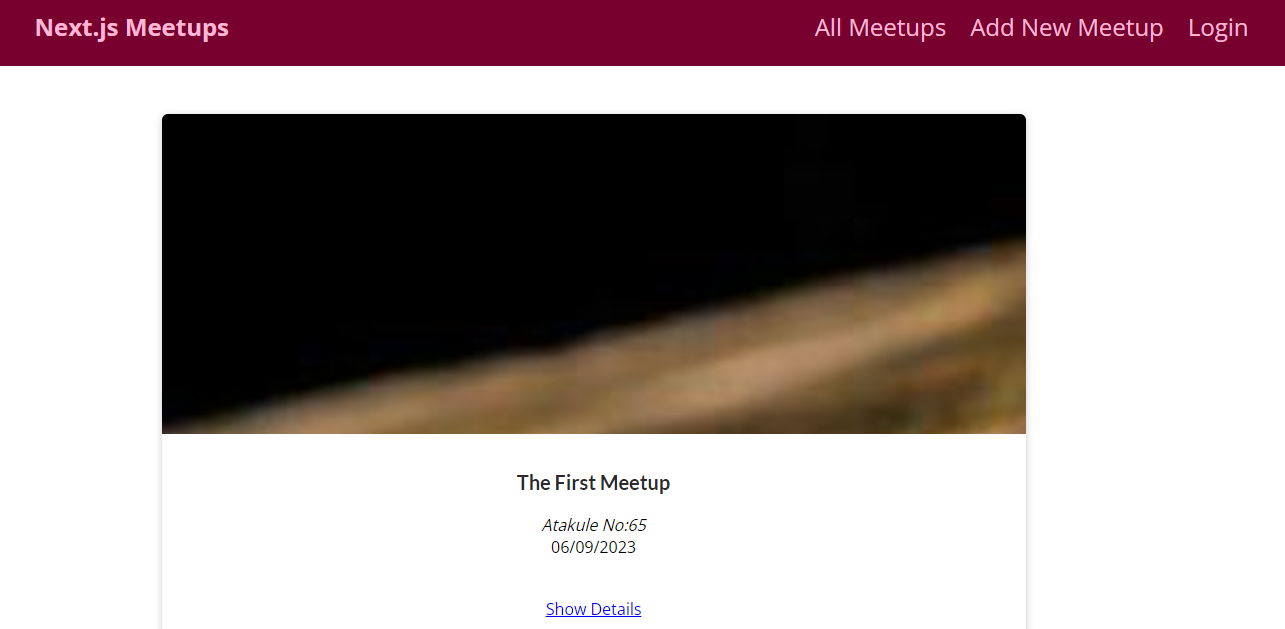 Next.js Meetups
All Meetups Add New Meetup Login
The First Meetup
Atakule No:65
06/09/2023
Show Details